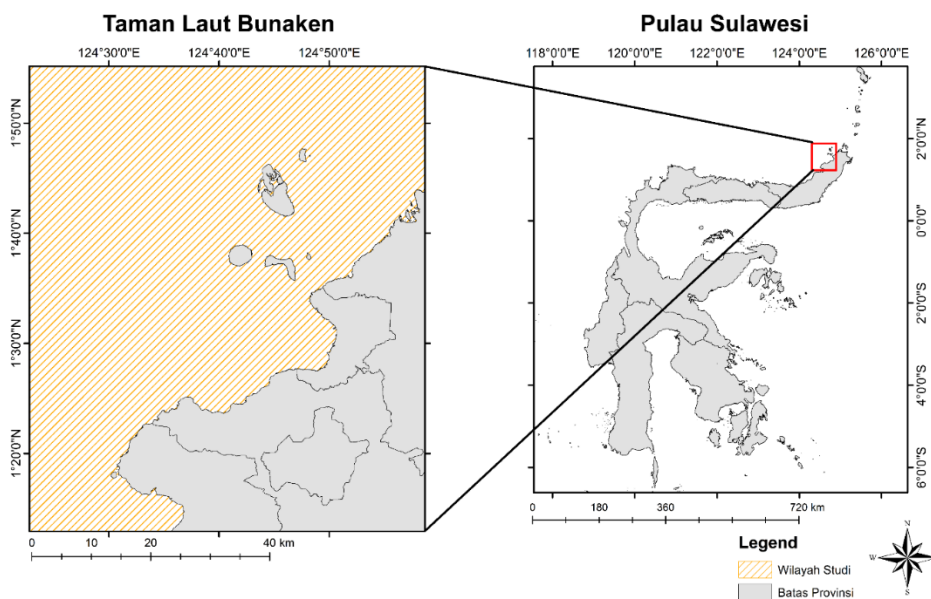 Taman Laut Bunaken
124°30'0"E 124°40'0"E 124°50'0"E
1°50'0"N
1°40'0"N
1°30'0"N
1°20'0"N
0 10 20 40 km
Pulau Sulawesi
118°0'0"E 120°0'0"E 122°0'0"E 124°0'0"E 126°0'0"E
2°0'0"N
0°0'0"
2°0'0"S
4°0'0"S
6°0'0"S
0 180 360 720 km
Legend
Wilayah Studi
Batas Provinsi
N
W E
S